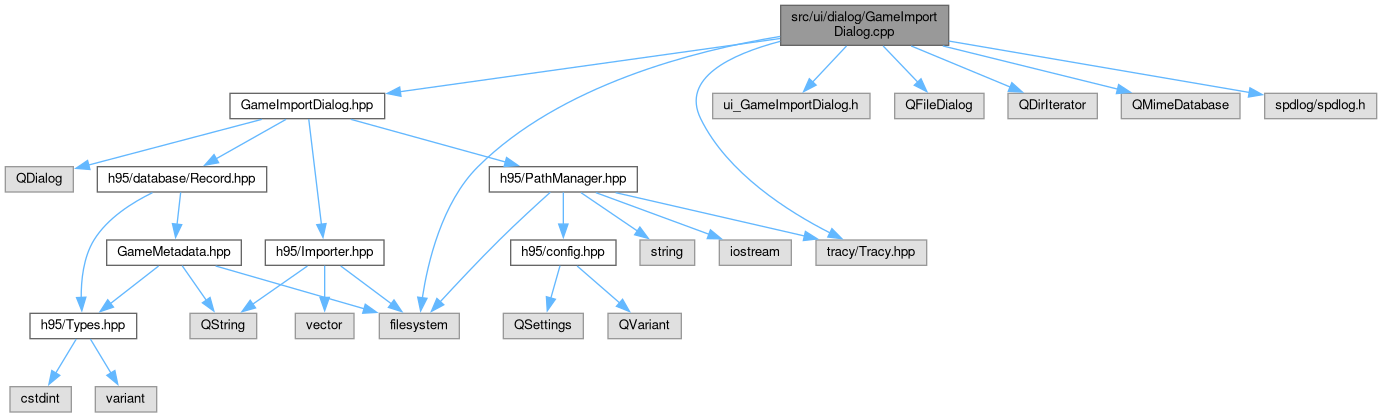 src/ui/dialog/GameImport
Dialog.cpp
GameImportDialog.hpp
ui_GameImportDialog.h
QFileDialog
QDirIterator
QMimeDatabase
spdlog/spdlog.h
QDialog
h95/database/Record.hpp
h95/PathManager.hpp
GameMetadata.hpp
h95/Importer.hpp
h95/config.hpp
string
iostream
tracy/Tracy.hpp
h95/Types.hpp
QString
vector
filesystem
QSettings
QVariant
cstdint
variant